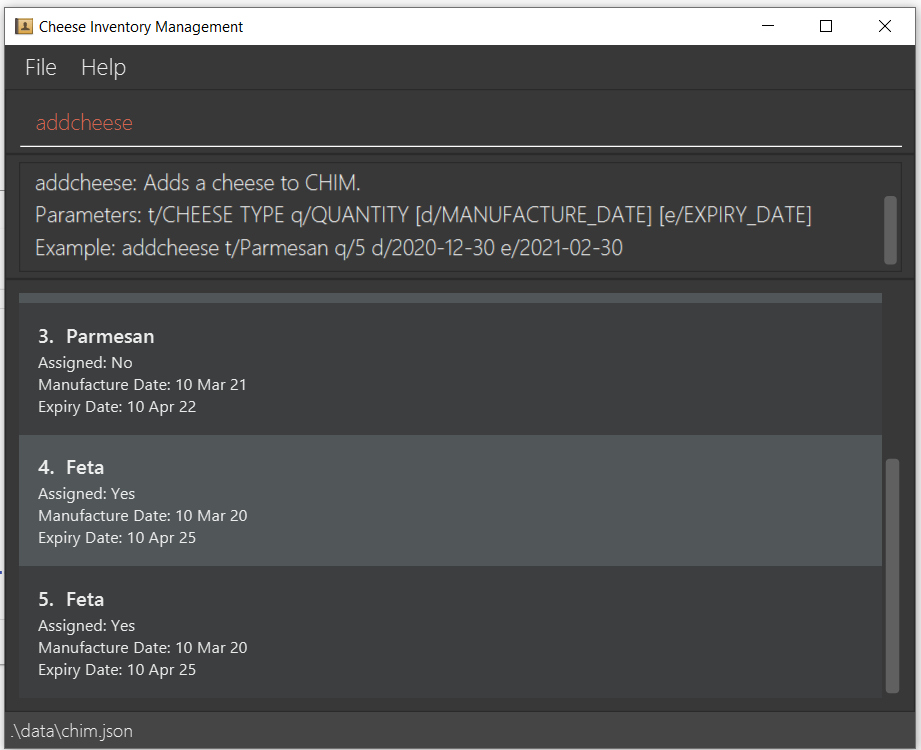 Cheese Inventory Management
File Help
addcheese
addcheese: Adds a cheese to CHIM.
Parameters: t/CHEESE TYPE q/QUANTITY [d/MANUFACTURE_DATE] [e/EXPIRY_DATE]
Example: addcheese t/Parmesan q/5 d/2020-12-30 e/2021-02-30
3. Parmesan
Assigned: No
Manufacture Date: 10 Mar 21
Expiry Date: 10 Apr 22
4. Feta
Assigned: Yes
Manufacture Date: 10 Mar 20
Expiry Date: 10 Apr 25
5. Feta
Assigned: Yes
Manufacture Date: 10 Mar 20
Expiry Date: 10 Apr 25
.\data\chim.json